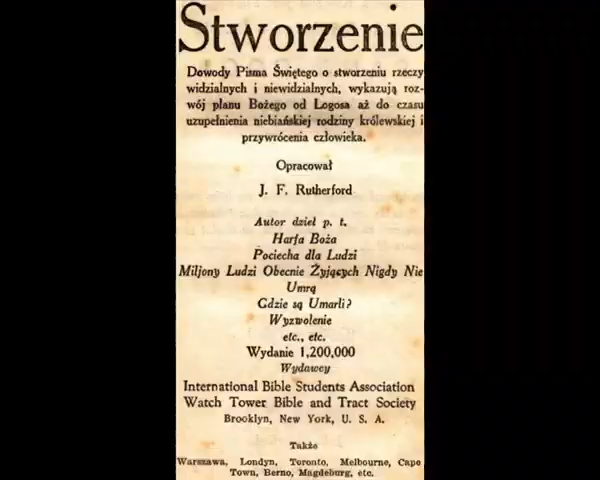 Stworzenie
Dowody Pisma Świętego o stworzeniu rzeczy
widzialnych i niewidzialnych, wykazują roz-
wój planu Bożego od Logosa aż do czasu
uzupełnienia niebiańskiej rodziny królewskiej i
przywrócenia człowieka.
Opracował
J. F. Rutherford
Autor dzieł p. t.
Harfa Boża
Pociecha dla Ludzi
Miljony Ludzi Obecnie Żyjących Nigdy Nie
Umrą
Gdzie są Umarli?
Wyzwolenie
etc., etc.
Wydanie 1,200,000
Wydawcy
International Bible Students Association
Watch Tower Bible and Tract Society
Brooklyn, New York, U. S. A.
Także
Warszawa, Londyn, Toronto, Melbourne, Cape
Town, Berno, Magdeburg, etc.